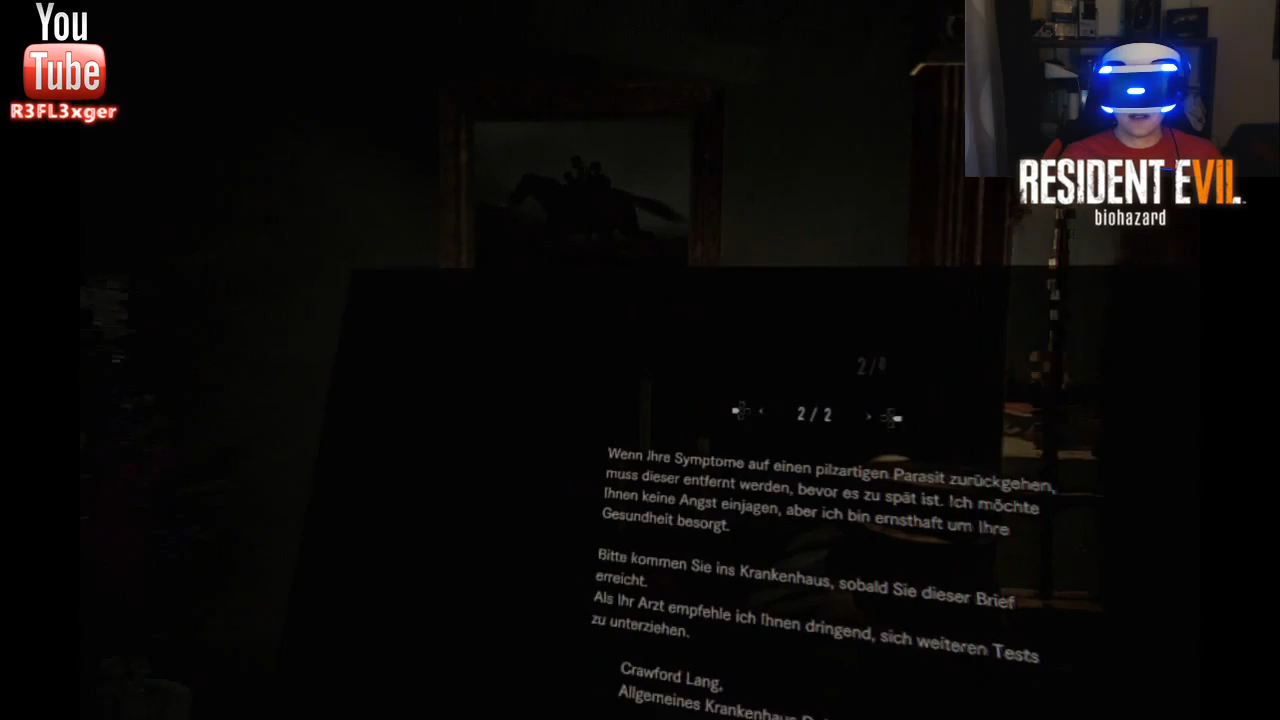 You
Tube
R3FL3xger
RESIDENT EVII.
biohazard
2 / 2
Wenn Ihre Symptome auf einen pilzartigen Parasit zurückgehen,
muss dieser entfernt werden, bevor es zu spät ist. Ich möchte
Ihnen keine Angst einjagen, aber ich bin ernsthaft um Ihre
Gesundheit besorgt.
Bitte kommen Sie ins Krankenhaus, sobald Sie dieser Brief
erreicht.
Als Ihr Arzt empfehle ich Ihnen dringend, sich weiteren Tests
zu unterziehen.
Crawford Lang,
Allgemeines Krankenhaus